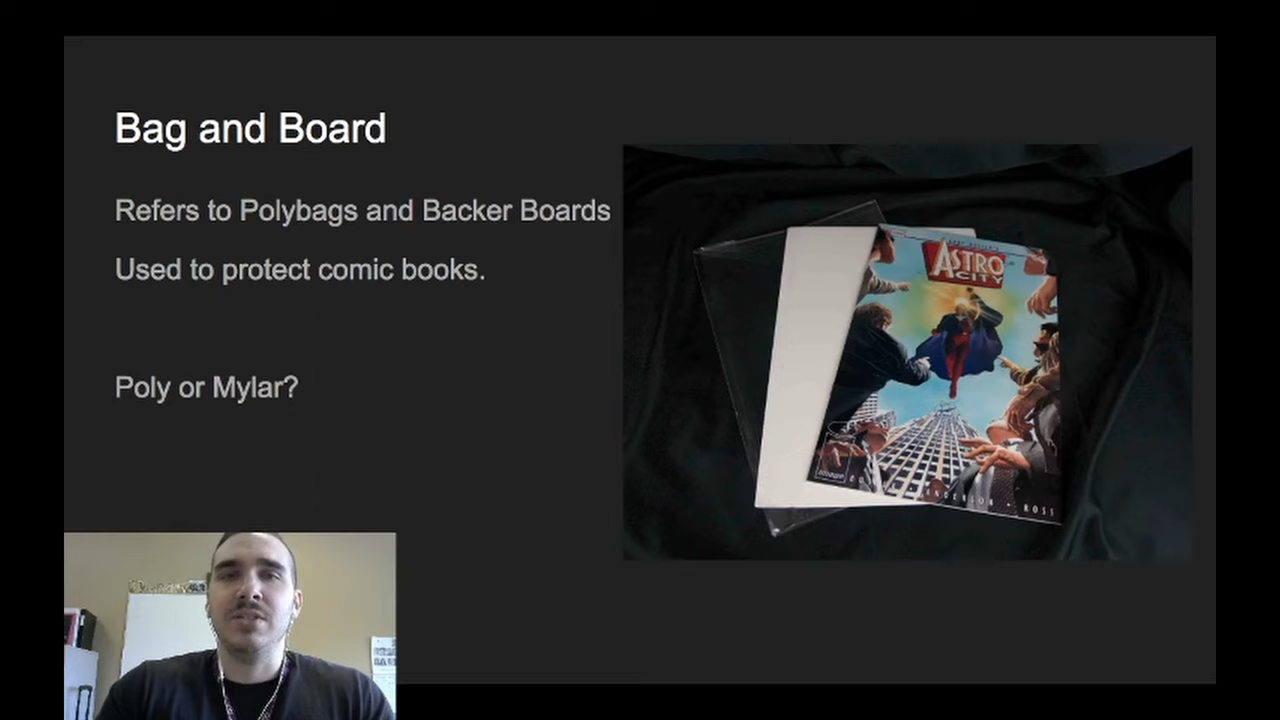 Bag and Board
Refers to Polybags and Backer Boards
Used to protect comic books.
Poly or Mylar?
ASTRO
CITY
ROSS